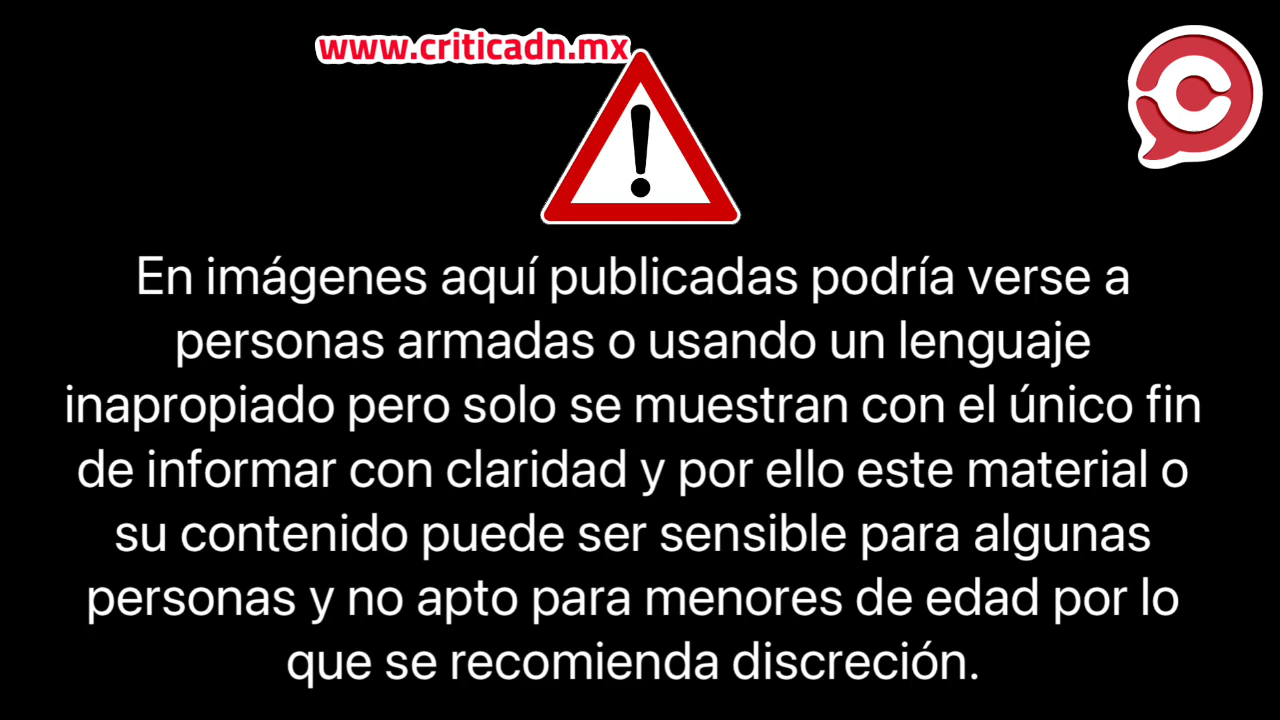 www.criticadn.mx
En imágenes aquí publicadas podría verse a
personas armadas o usando un lenguaje
inapropiado pero solo se muestran con el único fin
de informar con claridad y por ello este material o
su contenido puede ser sensible para algunas
personas y no apto para menores de edad por lo
que se recomienda discreción.